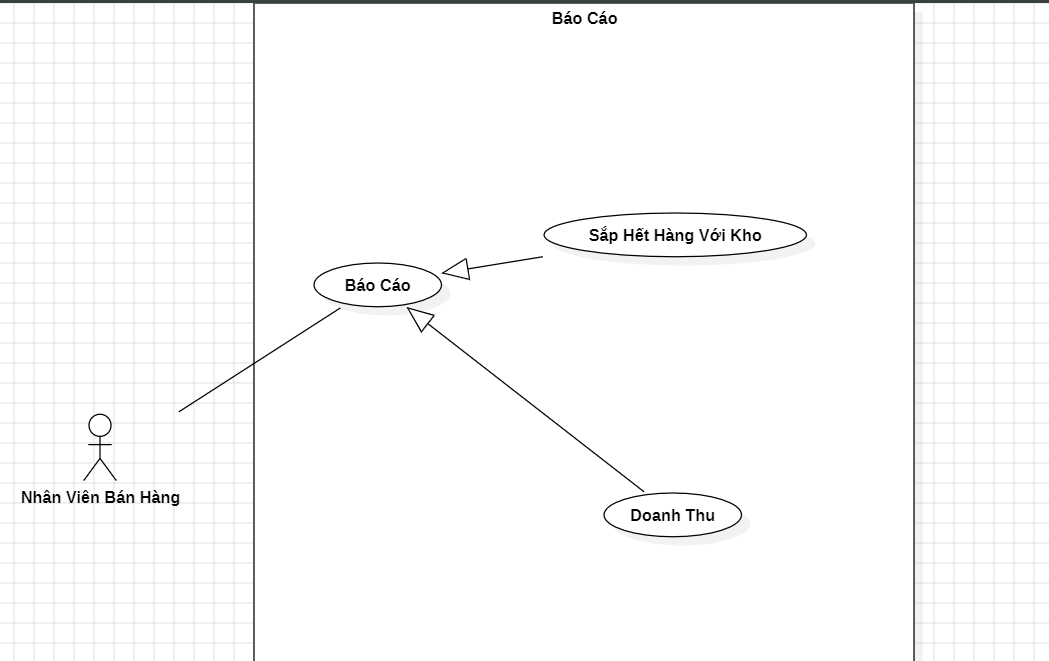 Báo Cáo
Sắp Hết Hàng Với Kho
Báo Cáo
Nhân Viên Bán Hàng
Doanh Thu